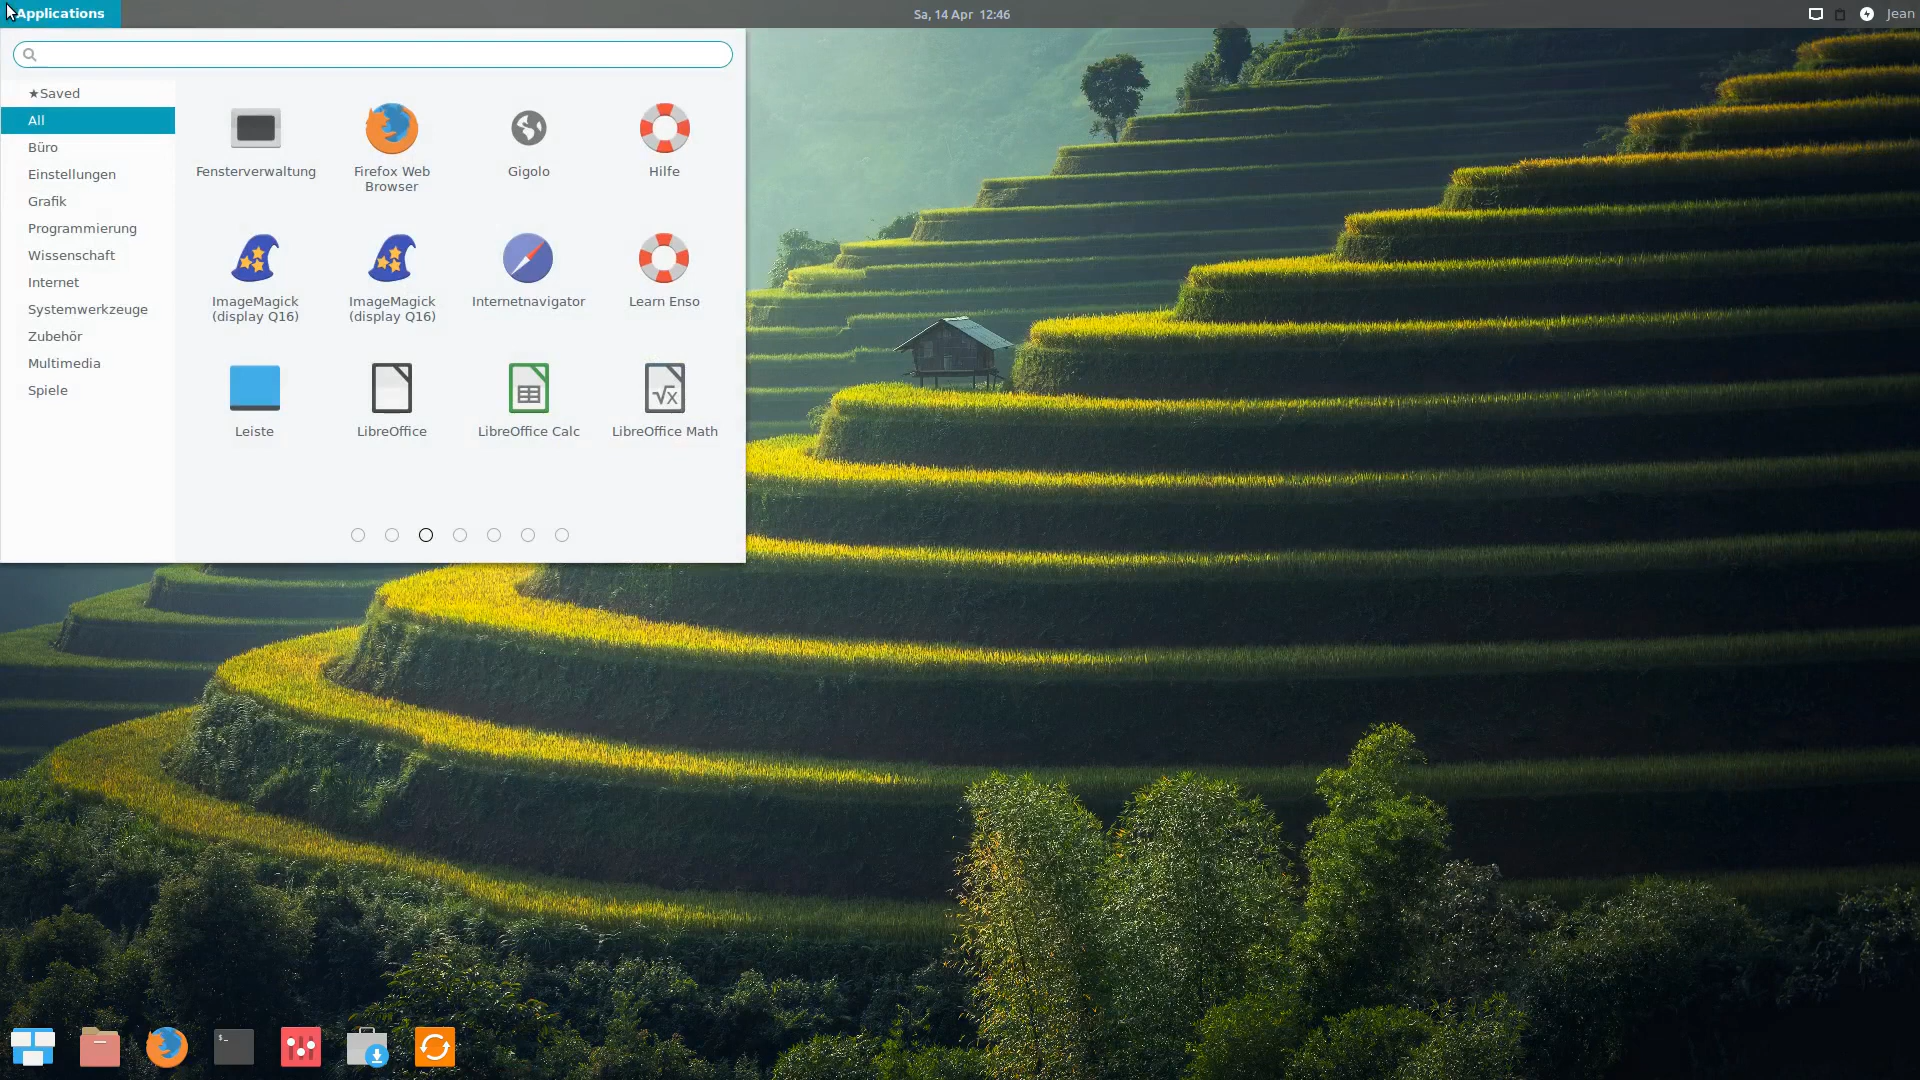 Applications
Sa, 14 Apr 12:46
Jean
★Saved
All
Büro
Einstellungen
Grafik
Programmierung
Wissenschaft
Internet
Systemwerkzeuge
Zubehör
Multimedia
Spiele
Fensterverwaltung
Firefox Web
Browser
Gigolo
Hilfe
ImageMagick
(display Q16)
ImageMagick
(display Q16)
Internetnavigator
Learn Enso
Leiste
LibreOffice
LibreOffice Calc
√x
LibreOffice Math
$_